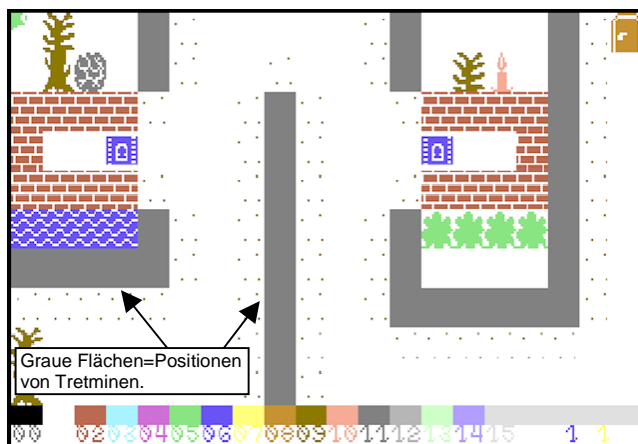 Graue Flächen=Positionen
von Tretminen.
00 02 03 04 05 06 07 08 09 10 11 12 13 14 15 1 1